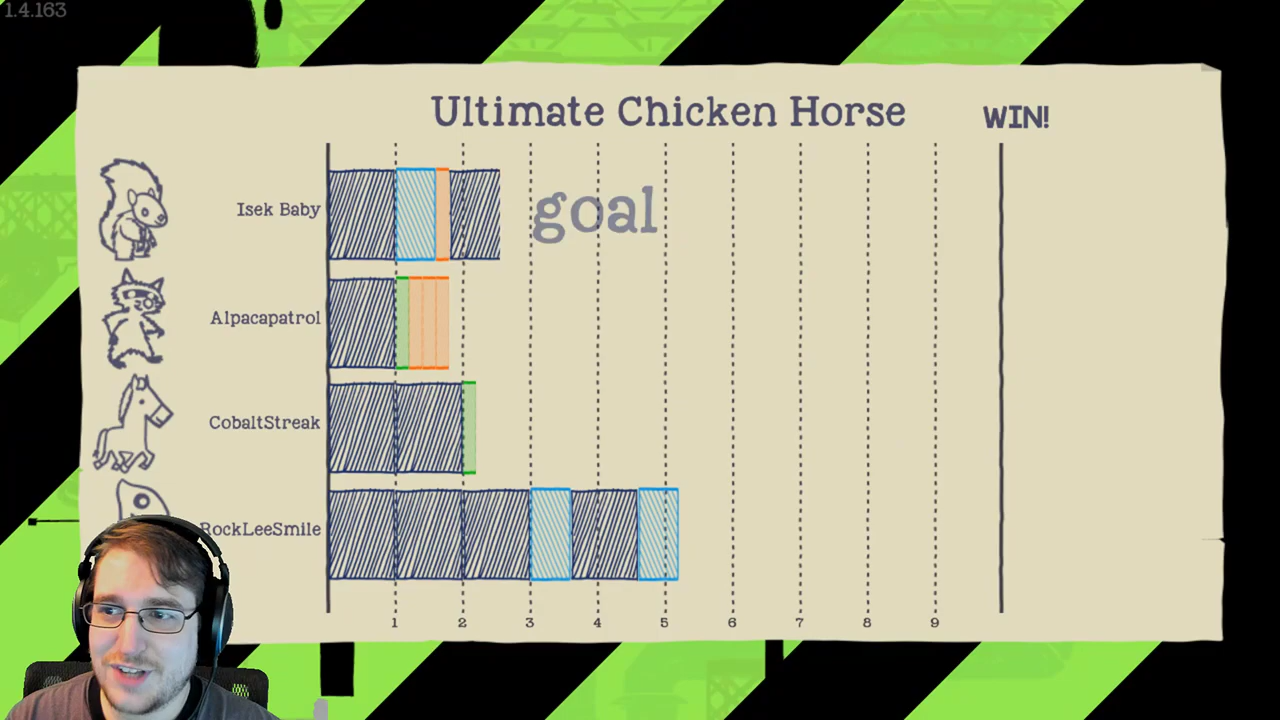 1.4.163
Ultimate Chicken Horse
WIN!
Isek Baby
goal
Alpacapatrol
CobaltStreak
RockLeeSmile
1 2 3 4 5 6 7 8 9